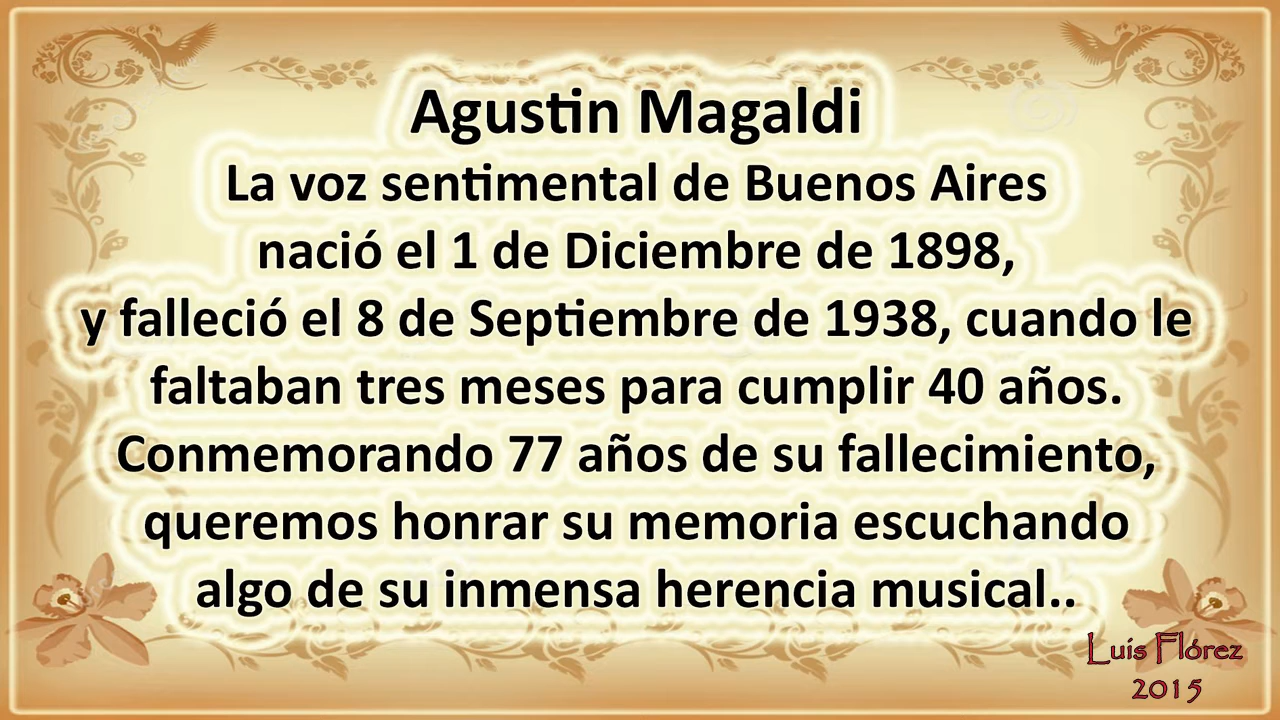 Agustin Magaldi
La voz sentimental de Buenos Aires
nació el 1 de Diciembre de 1898,
y falleció el 8 de Septiembre de 1938, cuando le
faltaban tres meses para cumplir 40 años.
Conmemorando 77 años de su fallecimiento,
queremos honrar su memoria escuchando
algo de su inmensa herencia musical..
Luis Flórez
2015